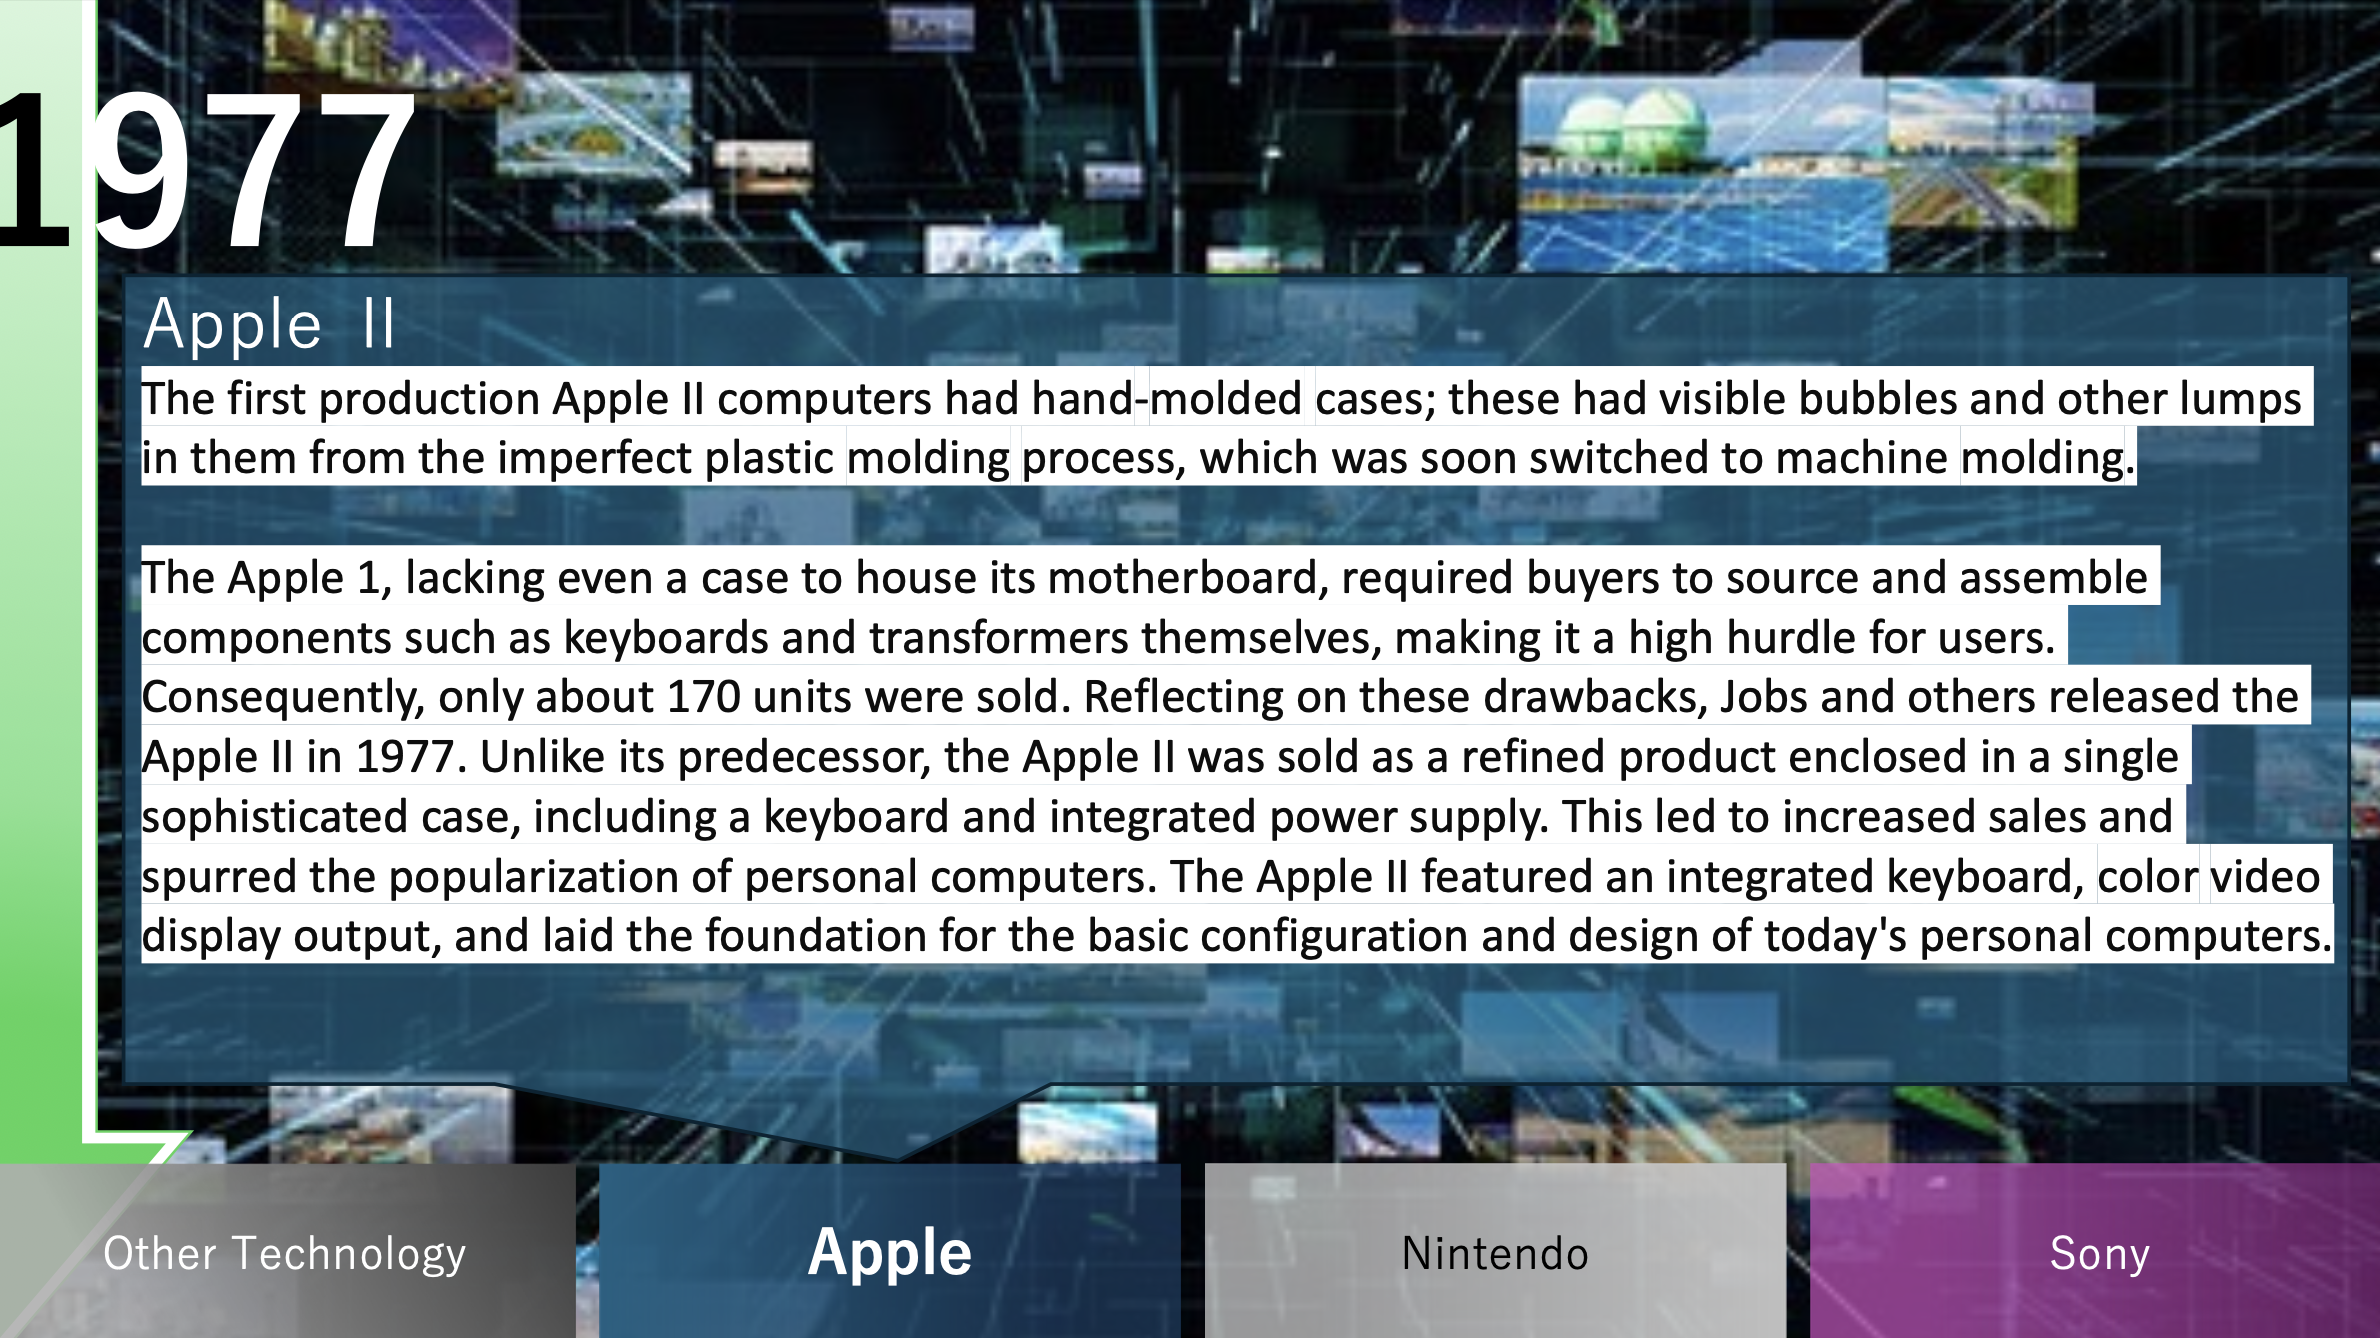 1977
Apple II
The first production Apple II computers had hand-molded cases; these had visible bubbles and other lumps
in them from the imperfect plastic molding process, which was soon switched to machine molding.
The Apple 1, lacking even a case to house its motherboard, required buyers to source and assemble
components such as keyboards and transformers themselves, making it a high hurdle for users.
Consequently, only about 170 units were sold. Reflecting on these drawbacks, Jobs and others released the
Apple II in 1977. Unlike its predecessor, the Apple II was sold as a refined product enclosed in a single
sophisticated case, including a keyboard and integrated power supply. This led to increased sales and
spurred the popularization of personal computers. The Apple II featured an integrated keyboard, color video
display output, and laid the foundation for the basic configuration and design of today's personal computers.
Other Technology
Apple
Nintendo
Sony